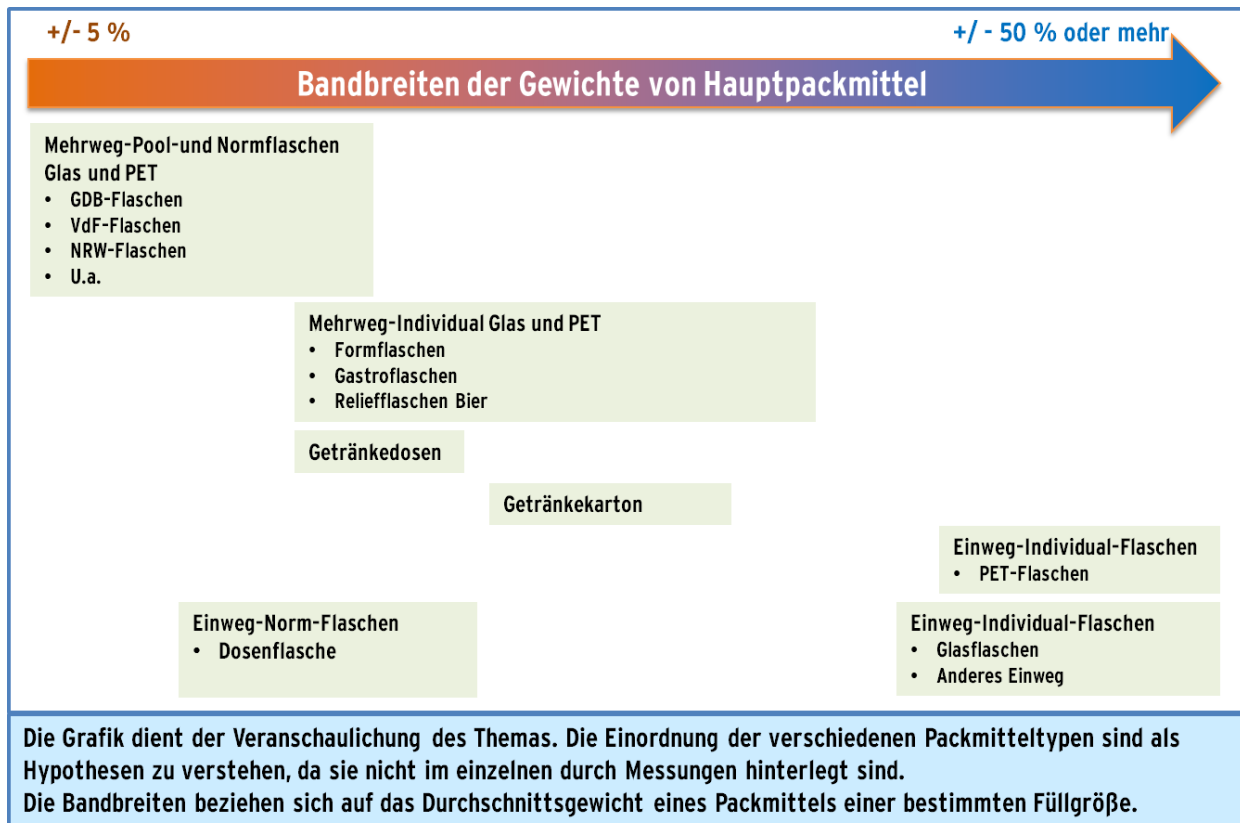 +/- 5 %
+/ - 50 % oder mehr
Bandbreiten der Gewichte von Hauptpackmittel
Mehrweg-Pool-und Normflaschen
Glas und PET
• GDB-Flaschen
• VdF-Flaschen
• NRW-Flaschen
• U.a.
Mehrweg-Individual Glas und PET
• Formflaschen
• Gastroflaschen
• Reliefflaschen Bier
Getränkedosen
Getränkekarton
Einweg-Individual-Flaschen
• PET-Flaschen
Einweg-Norm-Flaschen
• Dosenflasche
Einweg-Individual-Flaschen
• Glasflaschen
• Anderes Einweg
Die Grafik dient der Veranschaulichung des Themas. Die Einordnung der verschiedenen Packmitteltypen sind als
Hypothesen zu verstehen, da sie nicht im einzelnen durch Messungen hinterlegt sind.
Die Bandbreiten beziehen sich auf das Durchschnittsgewicht eines Packmittels einer bestimmten Füllgröße.